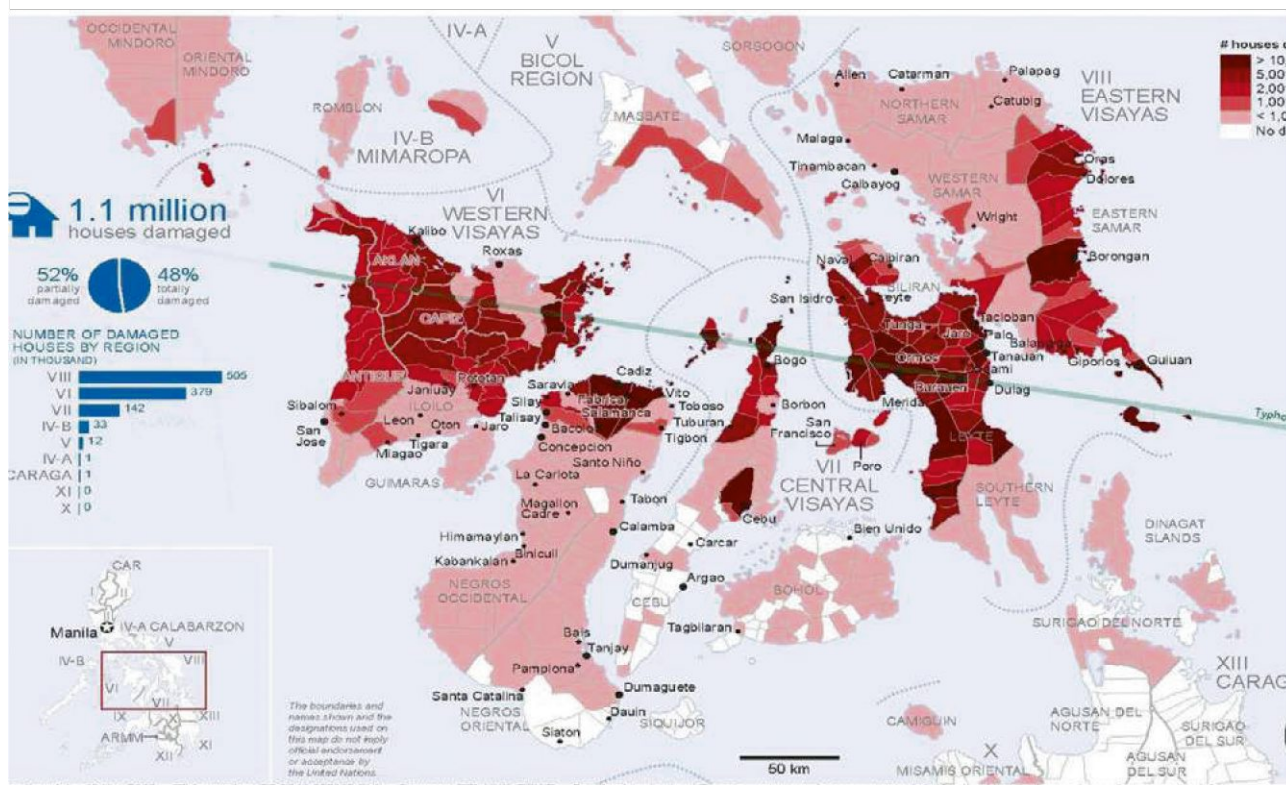 OCCIDENTAL
MINDORO
ORIENTAL
MINDORO
IV-A
V
BICOL
REGION
SORSOGON
ROMBLON
IV-B
MIMAROPA
MASBATE
Allen
Catarman
Palapag
NORTHERN
SAMAR
Catubig
VIII
EASTERN
VISAYAS
# houses
> 10
5,00
2,00
1,00
No d
Malaga
Tinambacan
Calbayog
WESTERN
SAMAR
Wright
Oras
Dolores
EASTERN
SAMAR
Borongan
1.1 million
houses damaged
52%
partially
damaged
48%
totally
damaged
NUMBER OF DAMAGED
HOUSES BY REGION
(IN THOUSAND)
VIII 505
VI 379
VII 142
IV-B 33
V 12
IV-A 1
CARAGA 1
XI 0
X 0
VI
WESTERN
VISAYAS
Kalibo
Roxas
AKLAN
CAPIZ
ANTIQUE
Janiuay
Pototan
ILOILO
Sibalom
San
Jose
Leon
Oton
Jaro
Tigara
Miagao
GUIMARAS
Saravia
Silay
Talisay
Bacolo
Concepcion
Cadiz
Fabrica
Salamanca
Vito
Toboso
Tuburan
Tigbon
Santo Niño
La Carlota
Magallon
Cadre
Himamaylan
Binicuil
Kabankalan
NEGROS
OCCIDENTAL
Tabon
Calamba
Bais
Tanjay
Pamplona
Santa Catalina
NEGROS
ORIENTAL
Dumaguete
Dauin
Siaton
SIQUIJOR
Bogo
Borbon
San
Francisco
Poro
VII
CENTRAL
VISAYAS
Cebu
Carcar
Dumanjug
Argao
CEBU
Tagbilaran
BOHOL
Bien Unido
Naval
Caibiran
BILIRAN
San Isidro
Leyte
Tunga
Jaro
Tacloban
Palo
Tanauan
Ormoc
Burauen
Dulag
Merida
LEYTE
SOUTHERN
LEYTE
Giporlos
Guiuan
Typho
DINAGAT
SLANDS
SURIGAO DEL NORTE
XIII
CARAG
AGUSAN DEL
NORTE
SURIGAO
DEL SUR
AGUSAN
DEL SUR
CAMIGUIN
X
MISAMIS ORIENTAL
50 km
CAR
I
II
Manila
IV-A CALABARZON
V
IV-B
VIII
VI
VII
IX
X
XIII
ARMM
XI
XII
The boundaries and
names shown and the
designations used on
this map do not imply
official endorsement
or acceptance by
the United Nations.